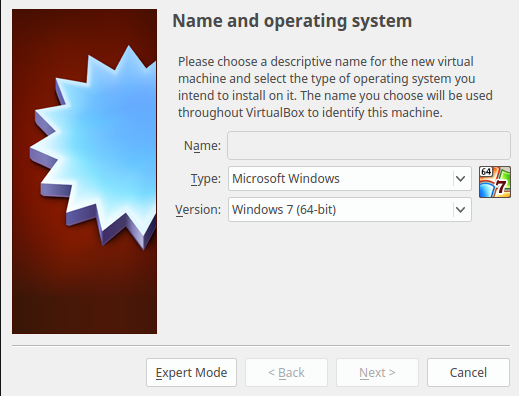 Name and operating system
Please choose a descriptive name for the new virtual
machine and select the type of operating system you
intend to install on it. The name you choose will be used
throughout VirtualBox to identify this machine.
Name:
Type: Microsoft Windows 64 7
Version: Windows 7 (64-bit)
Expert Mode < Back Next > Cancel